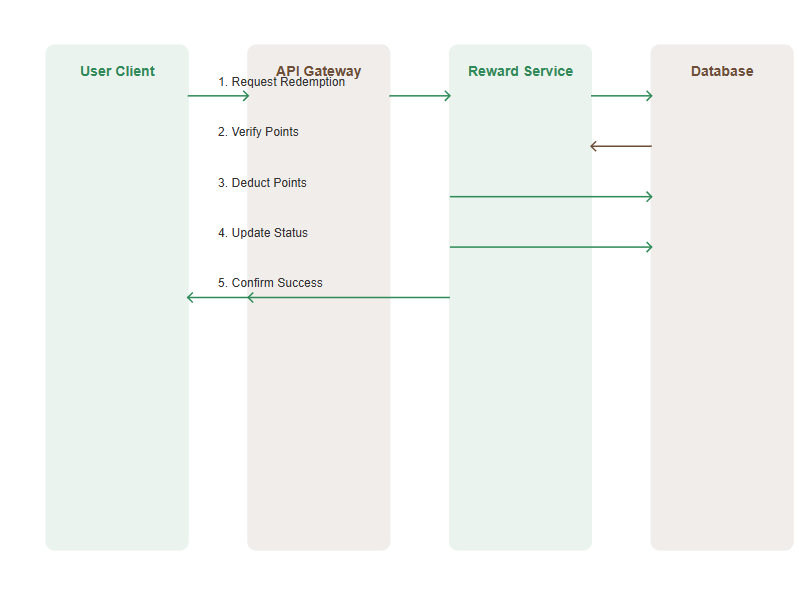 User Client
API Gateway
Reward Service
Database
1. Request Redemption
2. Verify Points
3. Deduct Points
4. Update Status
5. Confirm Success